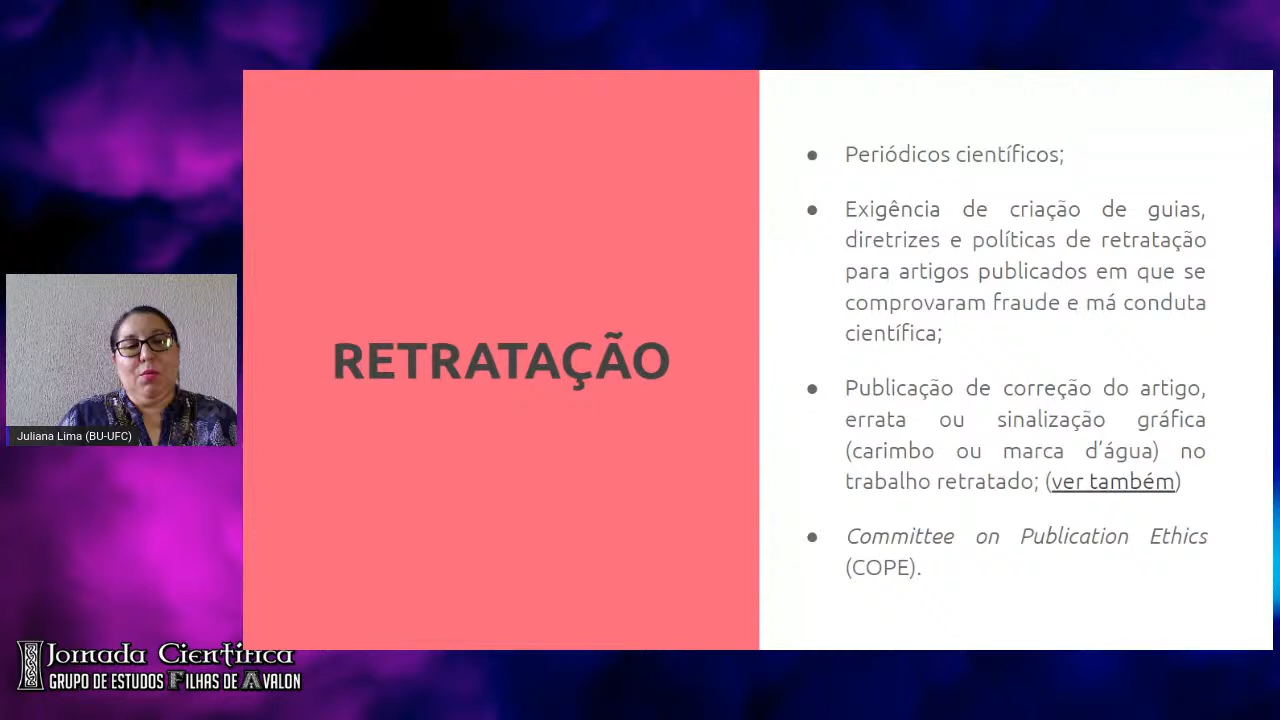 RETRATAÇÃO
● Periódicos científicos;
● Exigência de criação de guias,
diretrizes e políticas de retratação
para artigos publicados em que se
comprovaram fraude e má conduta
científica;
● Publicação de correção do artigo,
errata ou sinalização gráfica
(carimbo ou marca d’água) no
trabalho retratado; (ver também)
● Committee on Publication Ethics
(COPE).
Juliana Lima (BU-UFC)
Jornada Científica
GRUPO DE ESTUDOS FILHAS DE AVALON